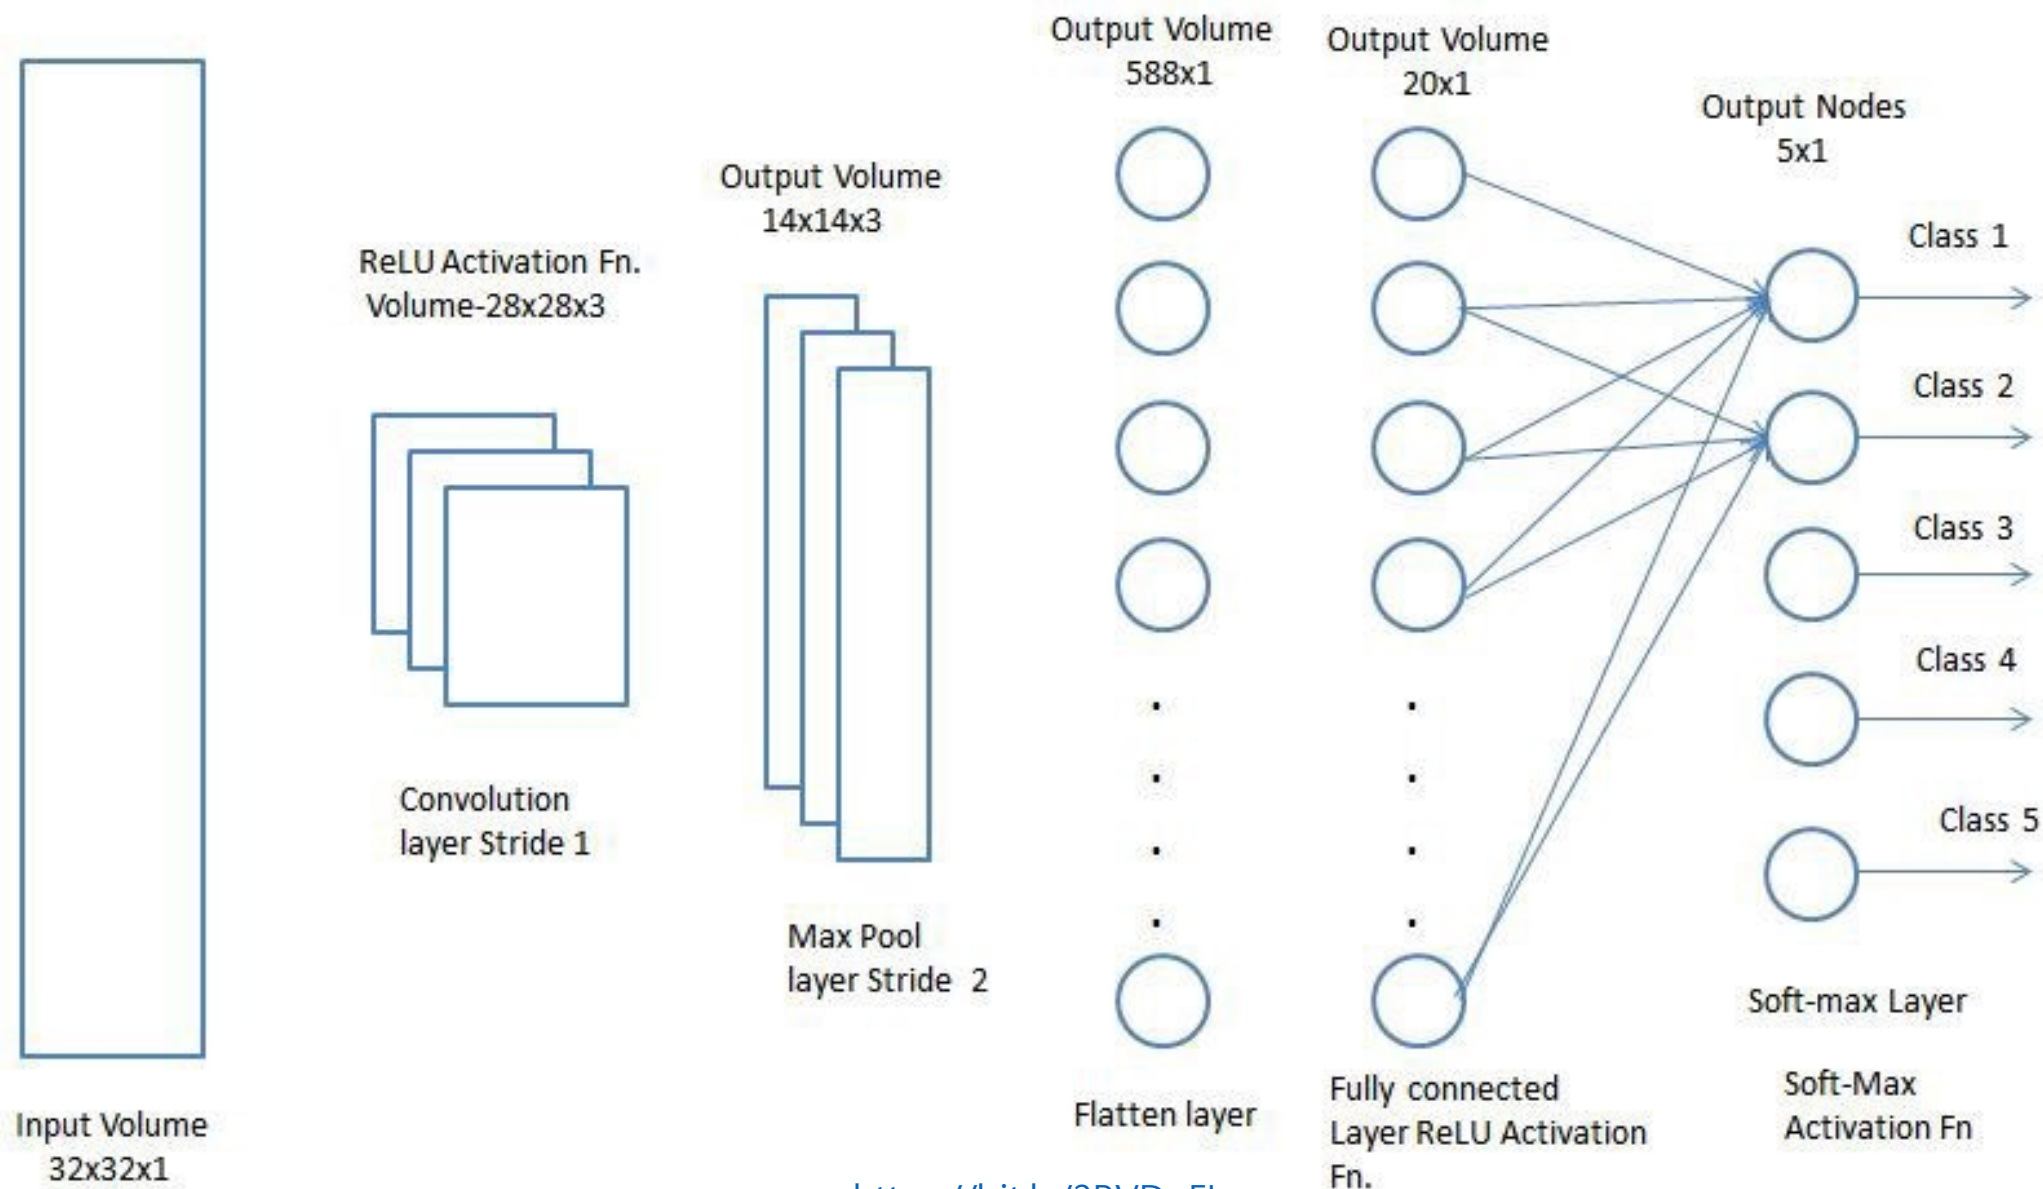 Output Volume
588x1
Output Volume
20x1
Output Nodes
5x1
Output Volume
14x14x3
ReLU Activation Fn.
Volume-28x28x3
Class 1
Class 2
Class 3
Class 4
Class 5
Convolution
layer Stride 1
Max Pool
layer Stride 2
Soft-max Layer
Soft-Max
Activation Fn
Flatten layer
Fully connected
Layer ReLU Activation
Fn.
Input Volume
32x32x1